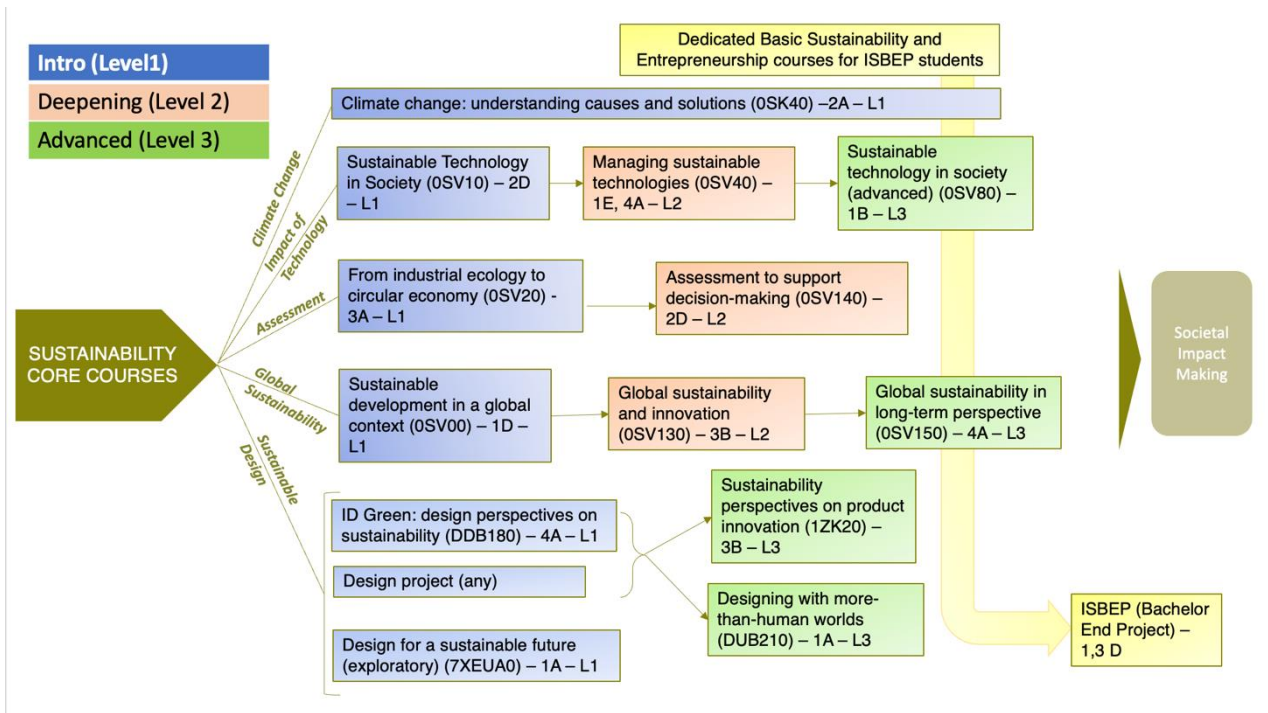 Intro (Level1)
Deepening (Level 2)
Advanced (Level 3)
Dedicated Basic Sustainability and
Entrepreneurship courses for ISBEP students
Climate change: understanding causes and solutions (0SK40) –2A – L1
Sustainable Technology
in Society (0SV10) – 2D
– L1
Managing sustainable
technologies (0SV40) –
1E, 4A – L2
Sustainable
technology in society
(advanced) (0SV80) –
1B – L3
Climate Change
Impact of
Technology
From industrial ecology to
circular economy (0SV20) -
3A – L1
Assessment to support
decision-making (0SV140) –
2D – L2
Assessment
SUSTAINABILITY
CORE COURSES
Societal
Impact
Making
Global
Sustainability
Sustainable
development in a global
context (0SV00) – 1D –
L1
Global sustainability
and innovation
(0SV130) – 3B – L2
Global sustainability in
long-term perspective
(0SV150) – 4A – L3
Sustainable
Design
ID Green: design perspectives on
sustainability (DDB180) – 4A – L1
Design project (any)
Design for a sustainable future
(exploratory) (7XEUA0) – 1A – L1
Sustainability
perspectives on product
innovation (1ZK20) –
3B – L3
Designing with more-
than-human worlds
(DUB210) – 1A – L3
ISBEP (Bachelor
End Project) –
1,3 D